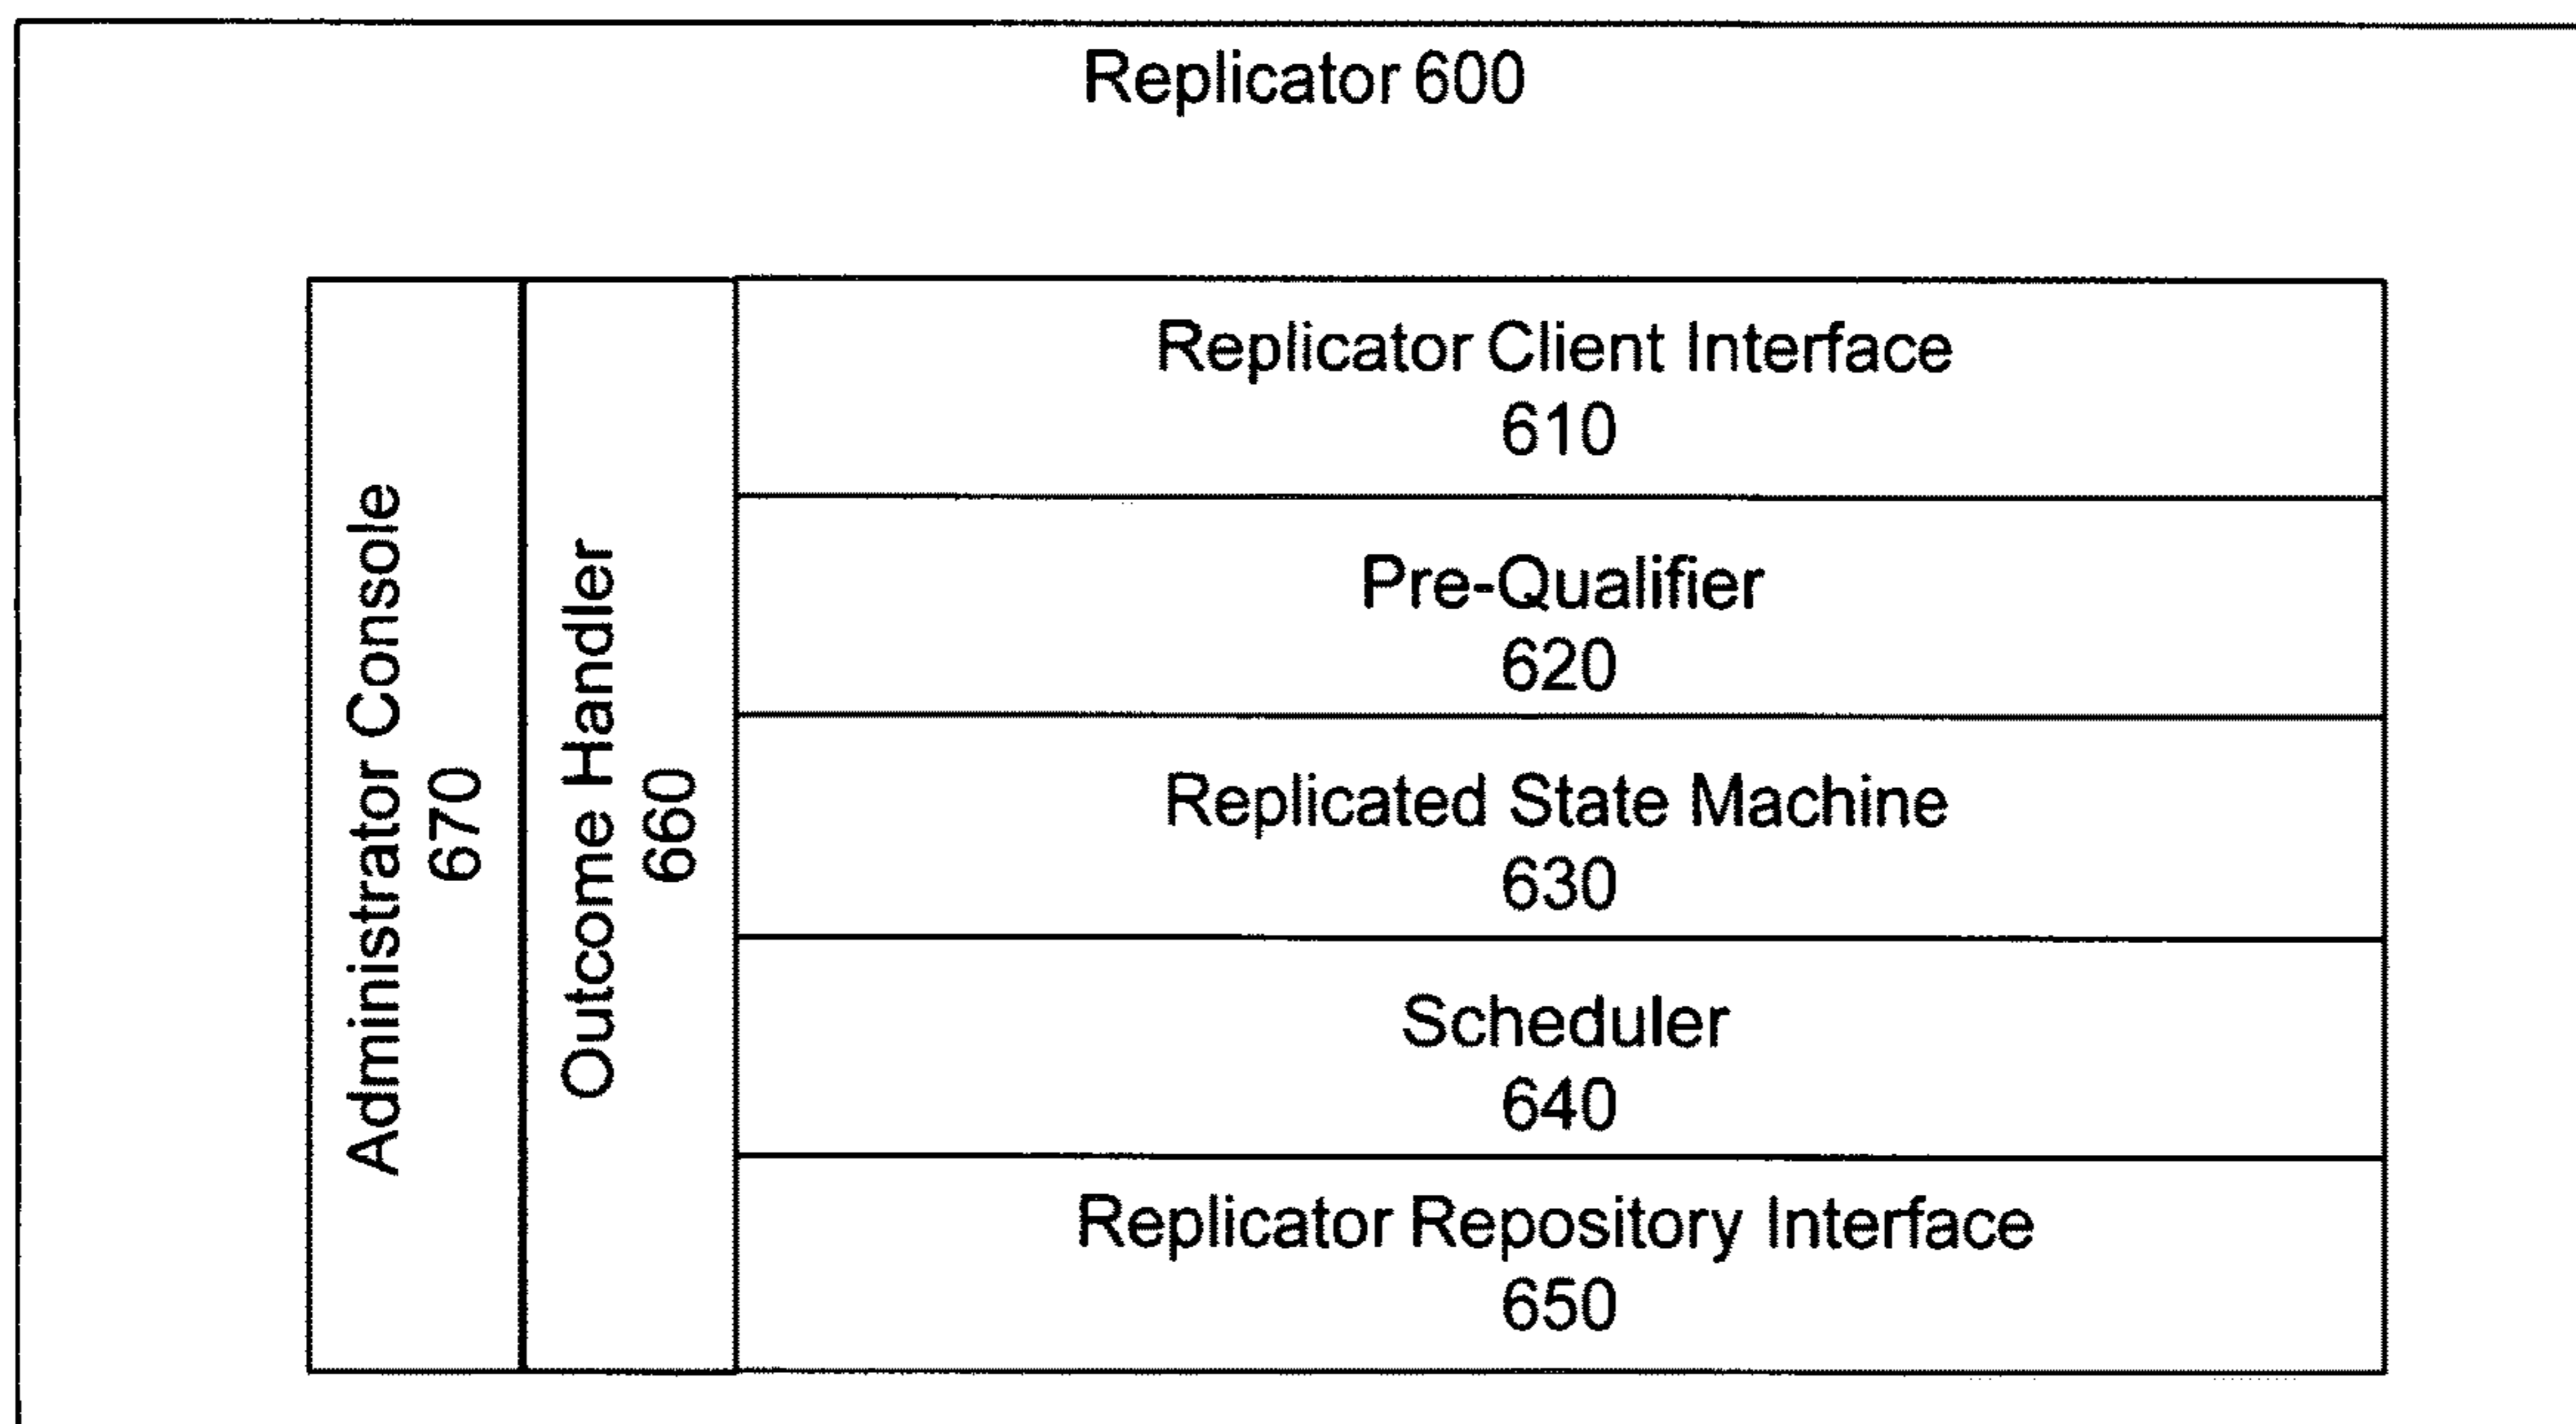 Replicator 600
Administrator Console
670
Outcome Handler
660
Replicator Client Interface
610
Pre-Qualifier
620
Replicated State Machine
630
Scheduler
640
Replicator Repository Interface
650